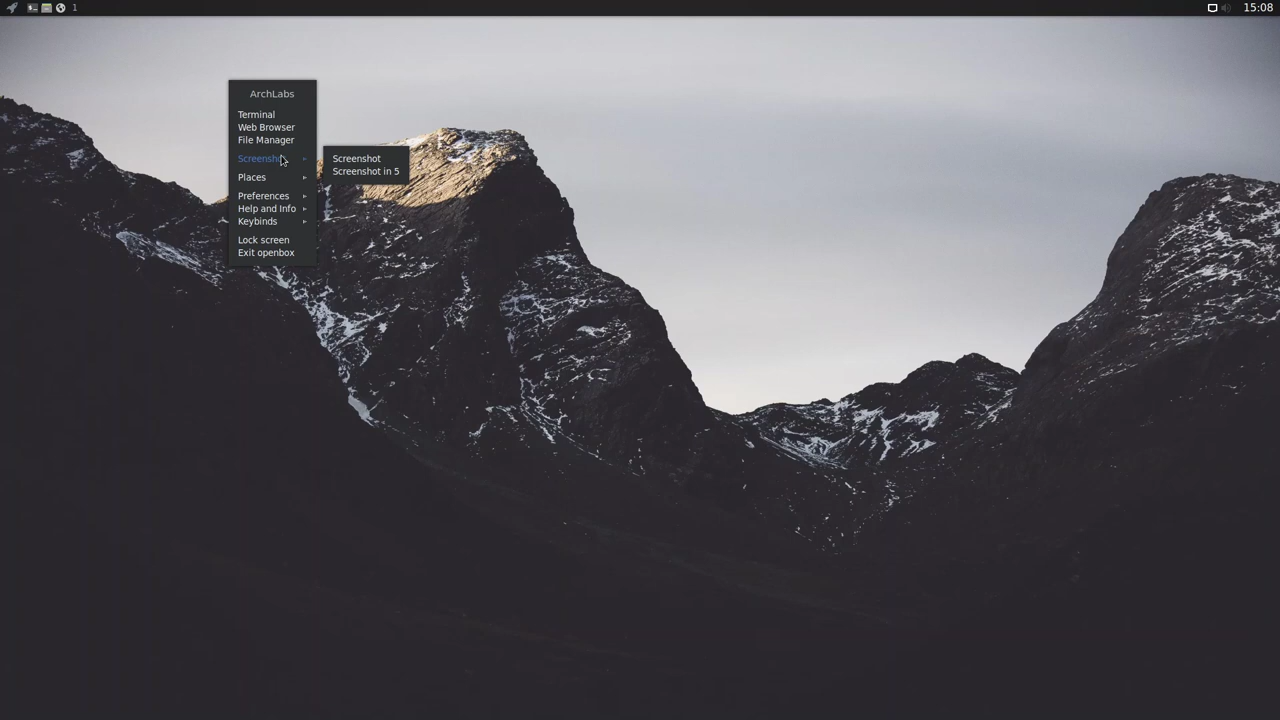 1
15:08
ArchLabs
Terminal
Web Browser
File Manager
Screenshot
Screenshot
Screenshot in 5
Places
Preferences
Help and Info
Keybinds
Lock screen
Exit openbox